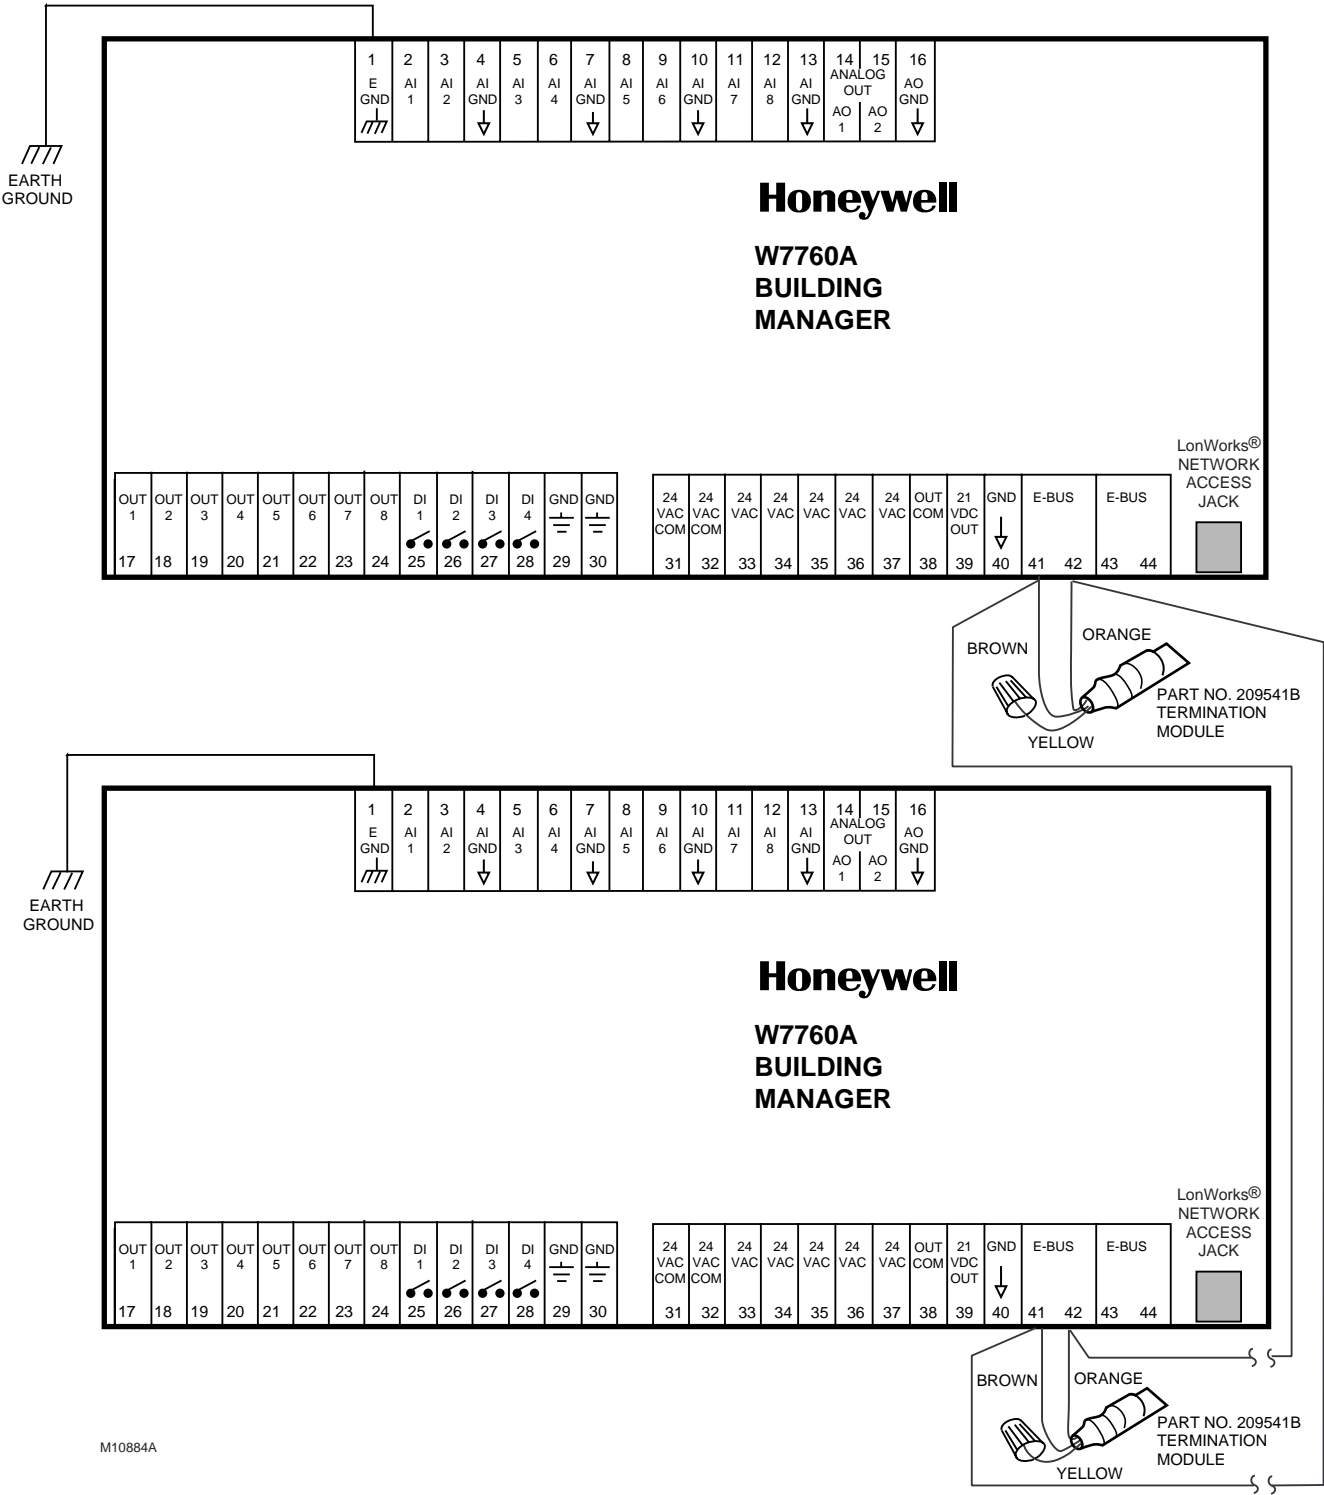 1 2 3 4 5 6 7 8 9 10 11 12 13 14 15 16
E GND
AI 1
AI 2
AI GND
AI 3
AI 4
AI GND
AI 5
AI 6
AI GND
AI 7
AI 8
AI GND
ANALOG OUT
AO 1
AO 2
AO GND
EARTH
GROUND
Honeywell
W7760A
BUILDING
MANAGER
LonWorks®
NETWORK
ACCESS
JACK
OUT 1
OUT 2
OUT 3
OUT 4
OUT 5
OUT 6
OUT 7
OUT 8
DI 1
DI 2
DI 3
DI 4
GND
GND
24 VAC COM
24 VAC COM
24 VAC
24 VAC
24 VAC
24 VAC
24 VAC
OUT COM
21 VDC OUT
GND
E-BUS
E-BUS
17 18 19 20 21 22 23 24 25 26 27 28 29 30 31 32 33 34 35 36 37 38 39 40 41 42 43 44
BROWN
ORANGE
YELLOW
PART NO. 209541B
TERMINATION
MODULE
1 2 3 4 5 6 7 8 9 10 11 12 13 14 15 16
E GND
AI 1
AI 2
AI GND
AI 3
AI 4
AI GND
AI 5
AI 6
AI GND
AI 7
AI 8
AI GND
ANALOG OUT
AO 1
AO 2
AO GND
EARTH
GROUND
Honeywell
W7760A
BUILDING
MANAGER
LonWorks®
NETWORK
ACCESS
JACK
OUT 1
OUT 2
OUT 3
OUT 4
OUT 5
OUT 6
OUT 7
OUT 8
DI 1
DI 2
DI 3
DI 4
GND
GND
24 VAC COM
24 VAC COM
24 VAC
24 VAC
24 VAC
24 VAC
24 VAC
OUT COM
21 VDC OUT
GND
E-BUS
E-BUS
17 18 19 20 21 22 23 24 25 26 27 28 29 30 31 32 33 34 35 36 37 38 39 40 41 42 43 44
BROWN
ORANGE
YELLOW
PART NO. 209541B
TERMINATION
MODULE
M10884A